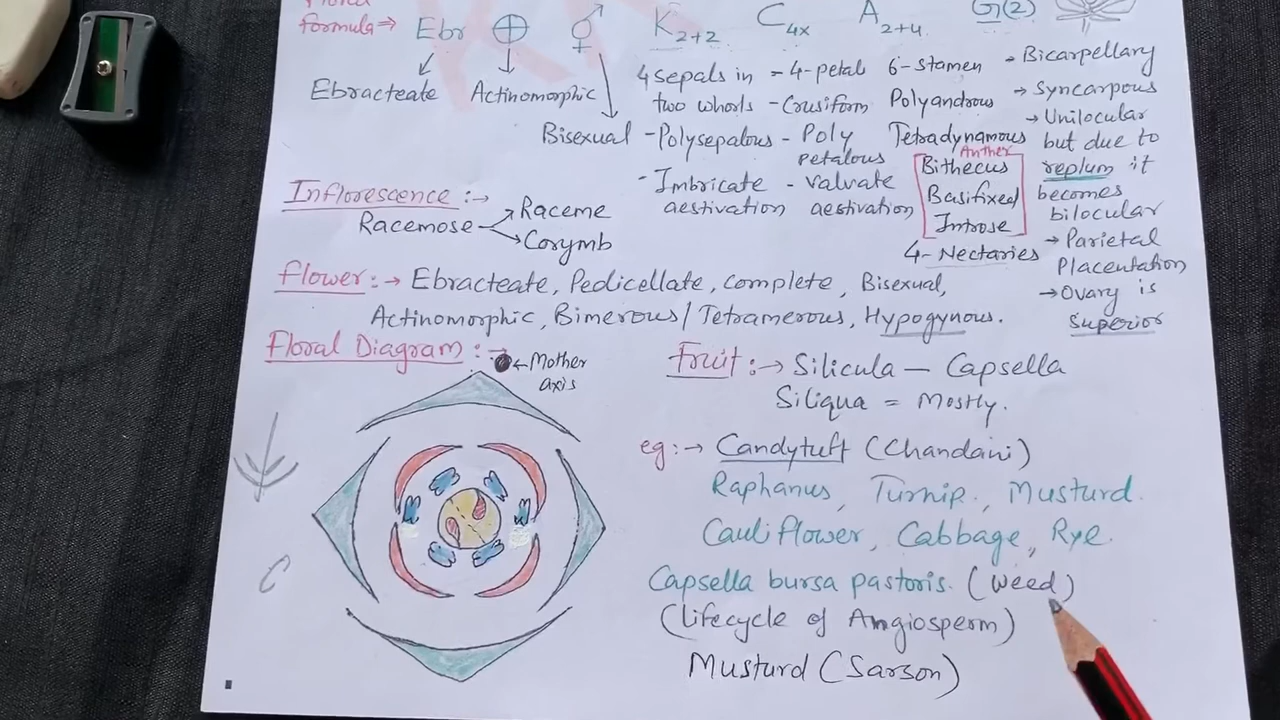 formula→ Ebr ⊕ ⚥ K2+2 C4x A2+4 G(2)
Ebracteate Actinomorphic Bisexual
4 sepals in
two whorls
-Polysepalous
-Imbricate
aestivation
- 4-petal
-Crusiform
- Poly
petalous
- Valvate
aestivation
6-Stamen
Polyandrous
Tetradynamous
Anther
Bithecus
Basifixed
Introse
4-Nectaries
→ Bicarpellary
→ Syncarpous
→ Unilocular
but due to
replum it
becomes
bilocular
→ Parietal
Placentation
→ Ovary is
Superior
Inflorescence :→
Racemose → Raceme
→ Corymb
Flower :→ Ebracteate, Pedicellate, Complete, Bisexual,
Actinomorphic, Bimerous/Tetramerous, Hypogynous.
Floral Diagram :→
←Mother
axis
Fruit :→ Silicula — Capsella
Siliqua = Mostly.
eg:→ Candytuft (Chandani)
Raphanus, Turnip, Musturd.
Cauliflower, Cabbage, Rye.
Capsella bursa pastoris. (Weed)
(Lifecycle of Angiosperm)
Musturd (Sarson)